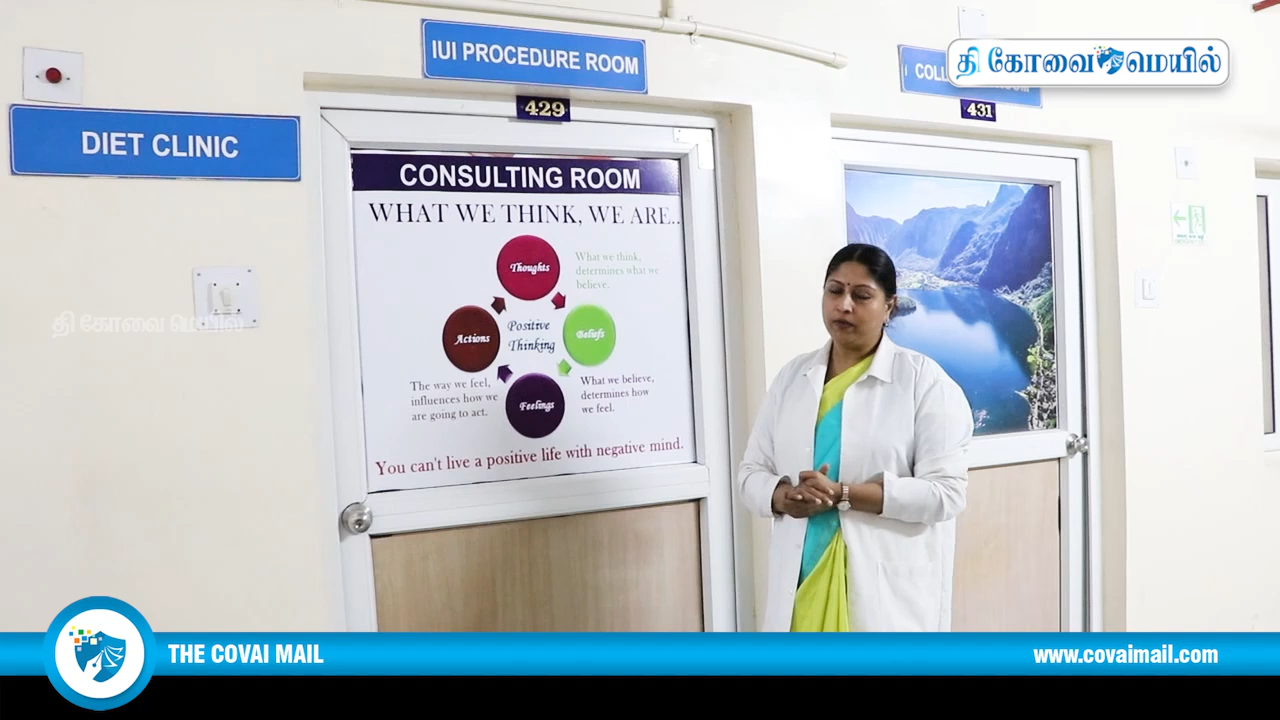 IUI PROCEDURE ROOM
429
DIET CLINIC
தி கோவை மெயில்
431
CONSULTING ROOM
WHAT WE THINK, WE ARE..
Thoughts
What we think,
determines what we
believe.
Actions
Positive
Thinking
Beliefs
The way we feel,
influences how we
are going to act.
Feelings
What we believe,
determines how
we feel.
You can't live a positive life with negative mind.
தி கோவை மெயில்
THE COVAI MAIL
www.covaimail.com